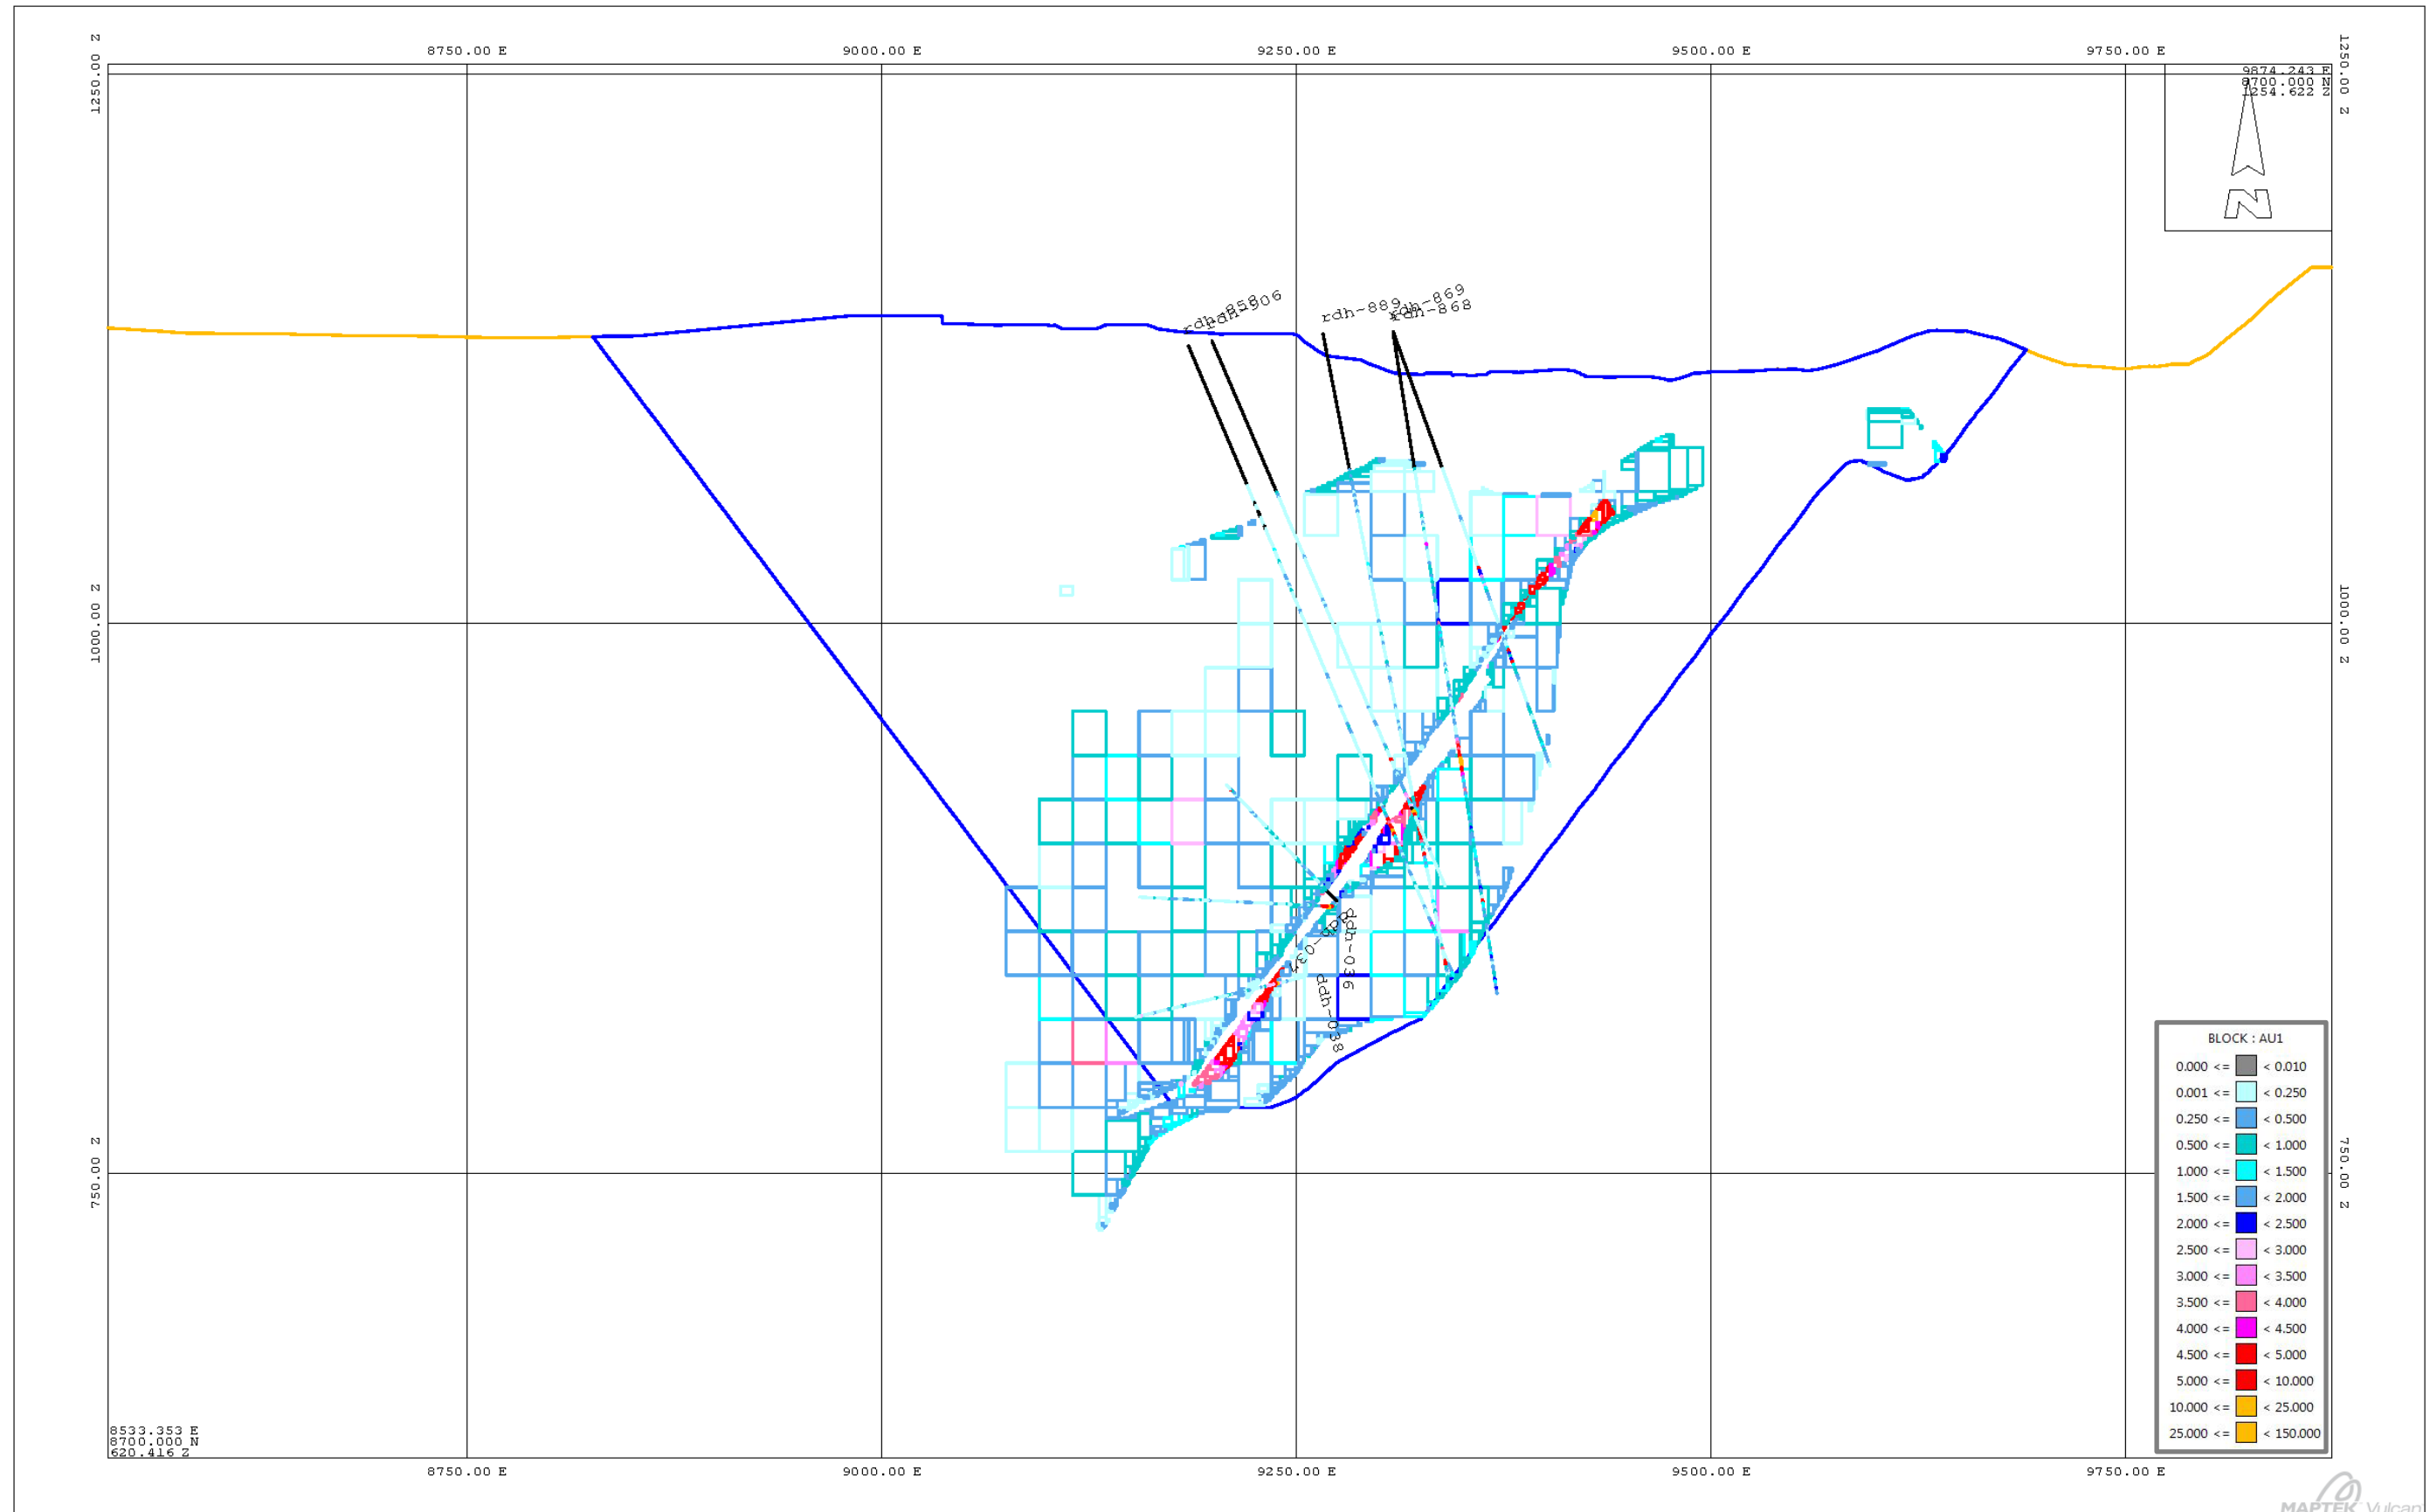 8750.00 E
9000.00 E
9250.00 E
9500.00 E
9750.00 E
1250.00 Z
1250.00 Z
9874.243 E
8700.000 N
1254.622 Z
N
rdh-858
rdh-906
rdh-889
rdh-869
rdh-868
1000.00 Z
1000.00 Z
ddh-036
ddh-038
750.00 Z
750.00 Z
BLOCK : AU1
0.000 <= < 0.010
0.001 <= < 0.250
0.250 <= < 0.500
0.500 <= < 1.000
1.000 <= < 1.500
1.500 <= < 2.000
2.000 <= < 2.500
2.500 <= < 3.000
3.000 <= < 3.500
3.500 <= < 4.000
4.000 <= < 4.500
4.500 <= < 5.000
5.000 <= < 10.000
10.000 <= < 25.000
25.000 <= < 150.000
8533.353 E
8700.000 N
620.416 Z
8750.00 E
9000.00 E
9250.00 E
9500.00 E
9750.00 E
MAPTEK Vulcan